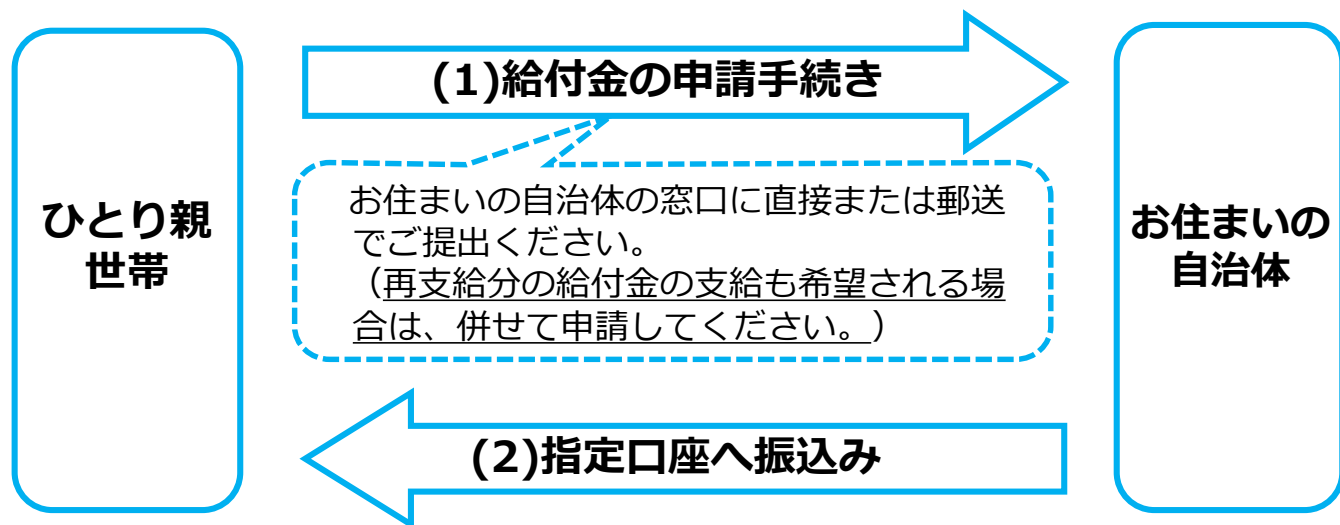 ひとり親
世帯
(1)給付金の申請手続き
お住まいの自治体の窓口に直接または郵送
でご提出ください。
（再支給分の給付金の支給も希望される場
合は、併せて申請してください。）
(2)指定口座へ振込み
お住まいの
自治体